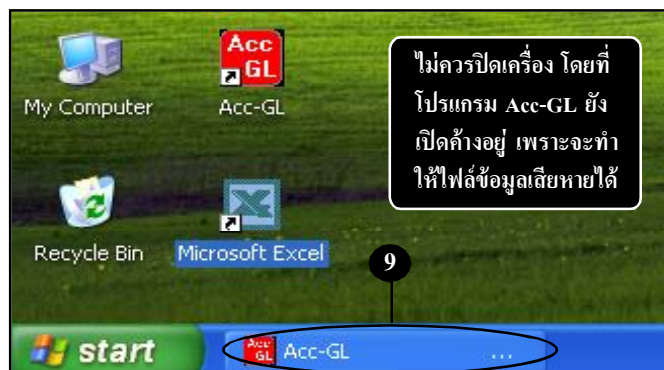 Acc
GL
My Computer
Acc-GL
ไม่ควรปิดเครื่อง โดยที่
โปรแกรม Acc-GL ยัง
เปิดค้างอยู่ เพราะจะทำ
ให้ไฟล์ข้อมูลเสียหายได้
Recycle Bin
Microsoft Excel
9
start
Acc
GL
Acc-GL
...